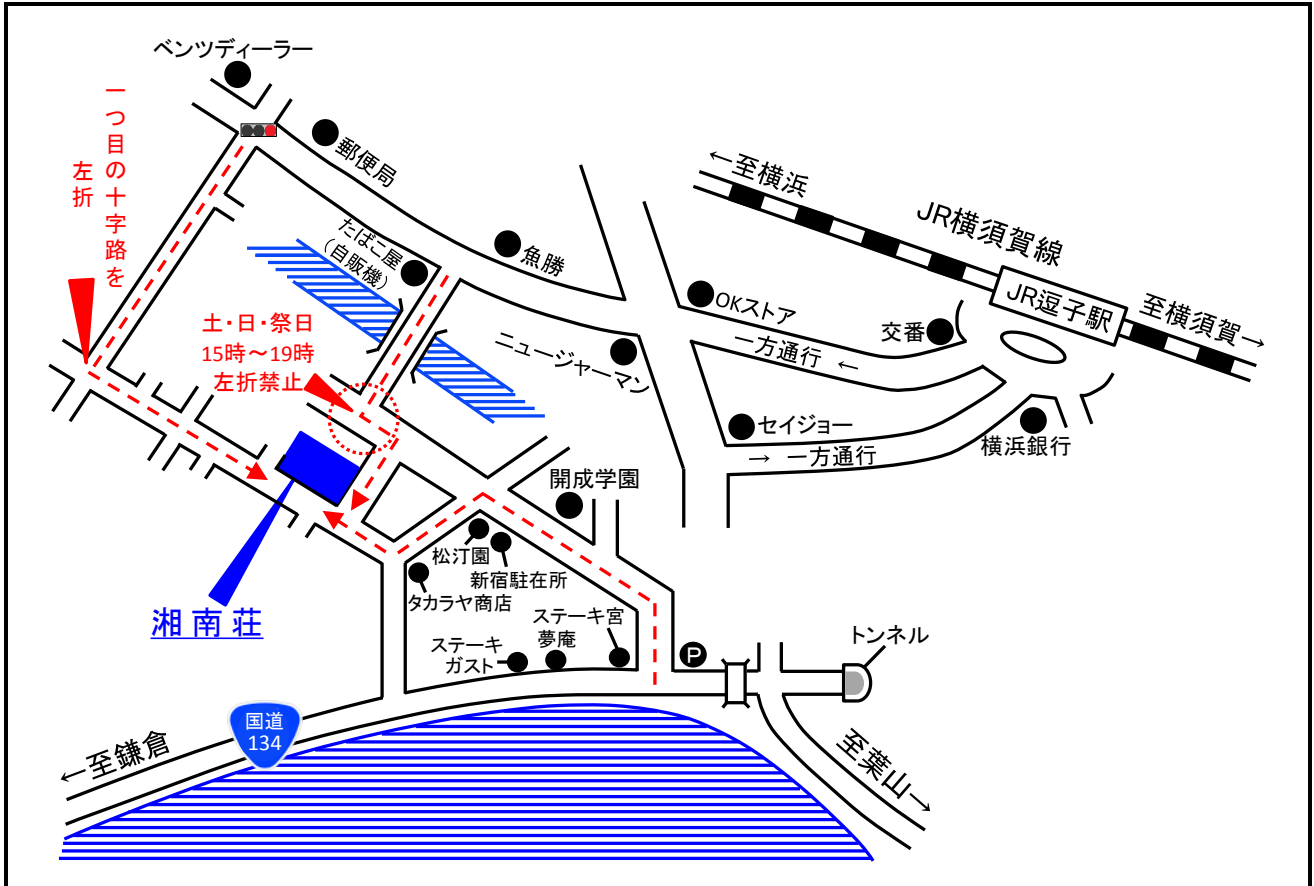 ベンツディーラー
一つ目の十字路を
左折
郵便局
←至横浜
JR横須賀線
JR逗子駅
至横須賀→
たばこ屋
(自販機)
魚勝
OKストア
交番
一方通行 ←
土・日・祭日
15時～19時
左折禁止
ニュージャーマン
セイジョー
→ 一方通行
横浜銀行
開成学園
松汀園
新宿駐在所
タカラヤ商店
湘南荘
ステーキ宮
夢庵
ステーキ
ガスト
P
トンネル
国道
134
←至鎌倉
至葉山→